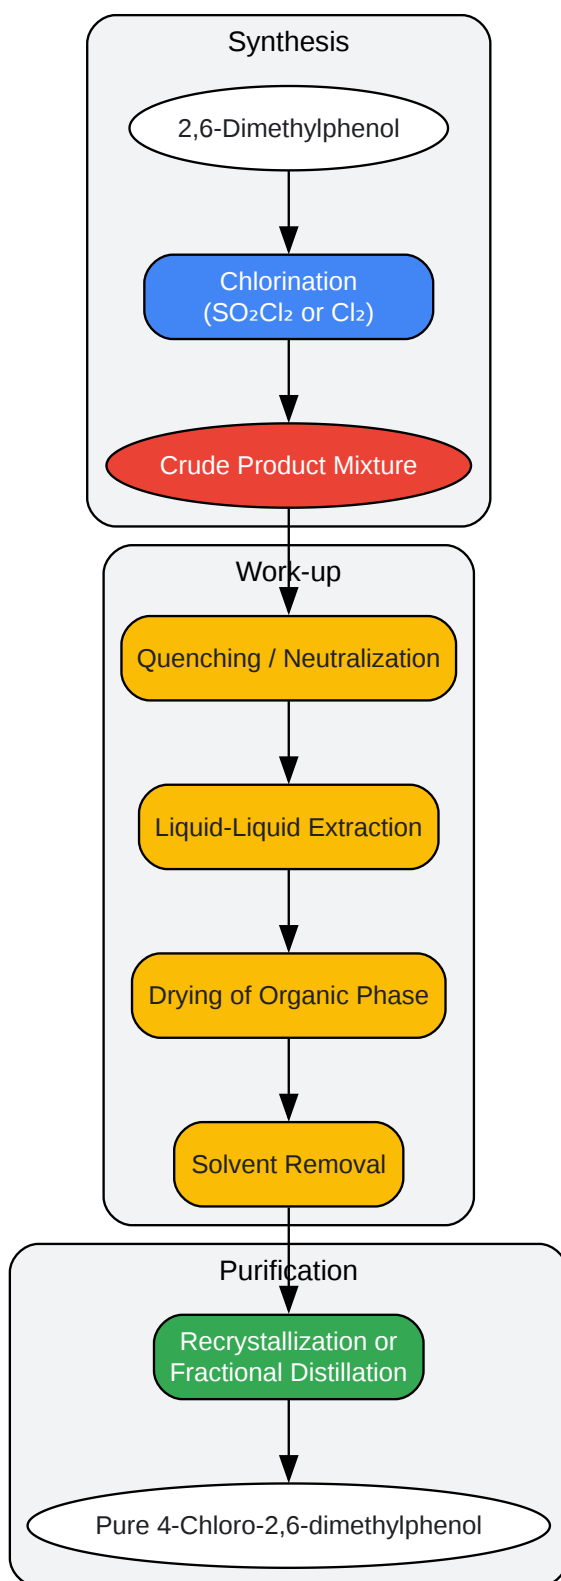 Synthesis
2,6-Dimethylphenol
Chlorination
(SO₂Cl₂ or Cl₂)
Crude Product Mixture
Work-up
Quenching / Neutralization
Liquid-Liquid Extraction
Drying of Organic Phase
Solvent Removal
Purification
Recrystallization or
Fractional Distillation
Pure 4-Chloro-2,6-dimethylphenol